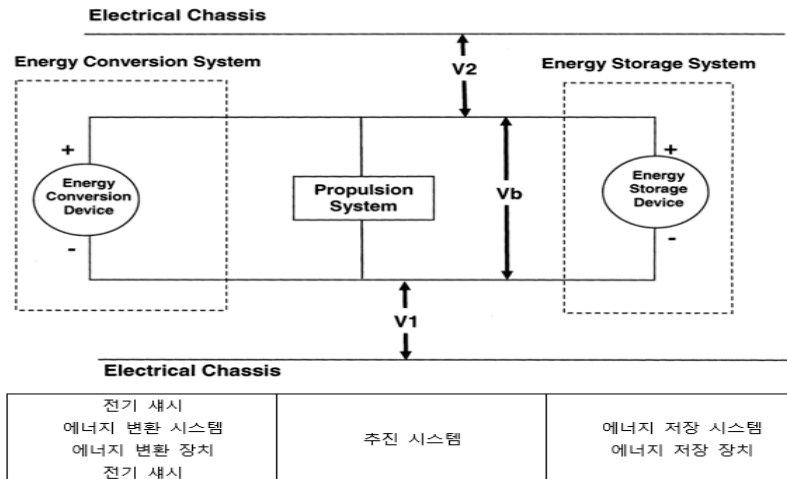 Electrical Chassis
Energy Conversion System
V2
Energy Storage System
+
Energy
Conversion
Device
-
Propulsion
System
Vb
+
Energy
Storage
Device
-
V1
Electrical Chassis
전기 섀시
에너지 변환 시스템
에너지 변환 장치
전기 섀시
추진 시스템
에너지 저장 시스템
에너지 저장 장치